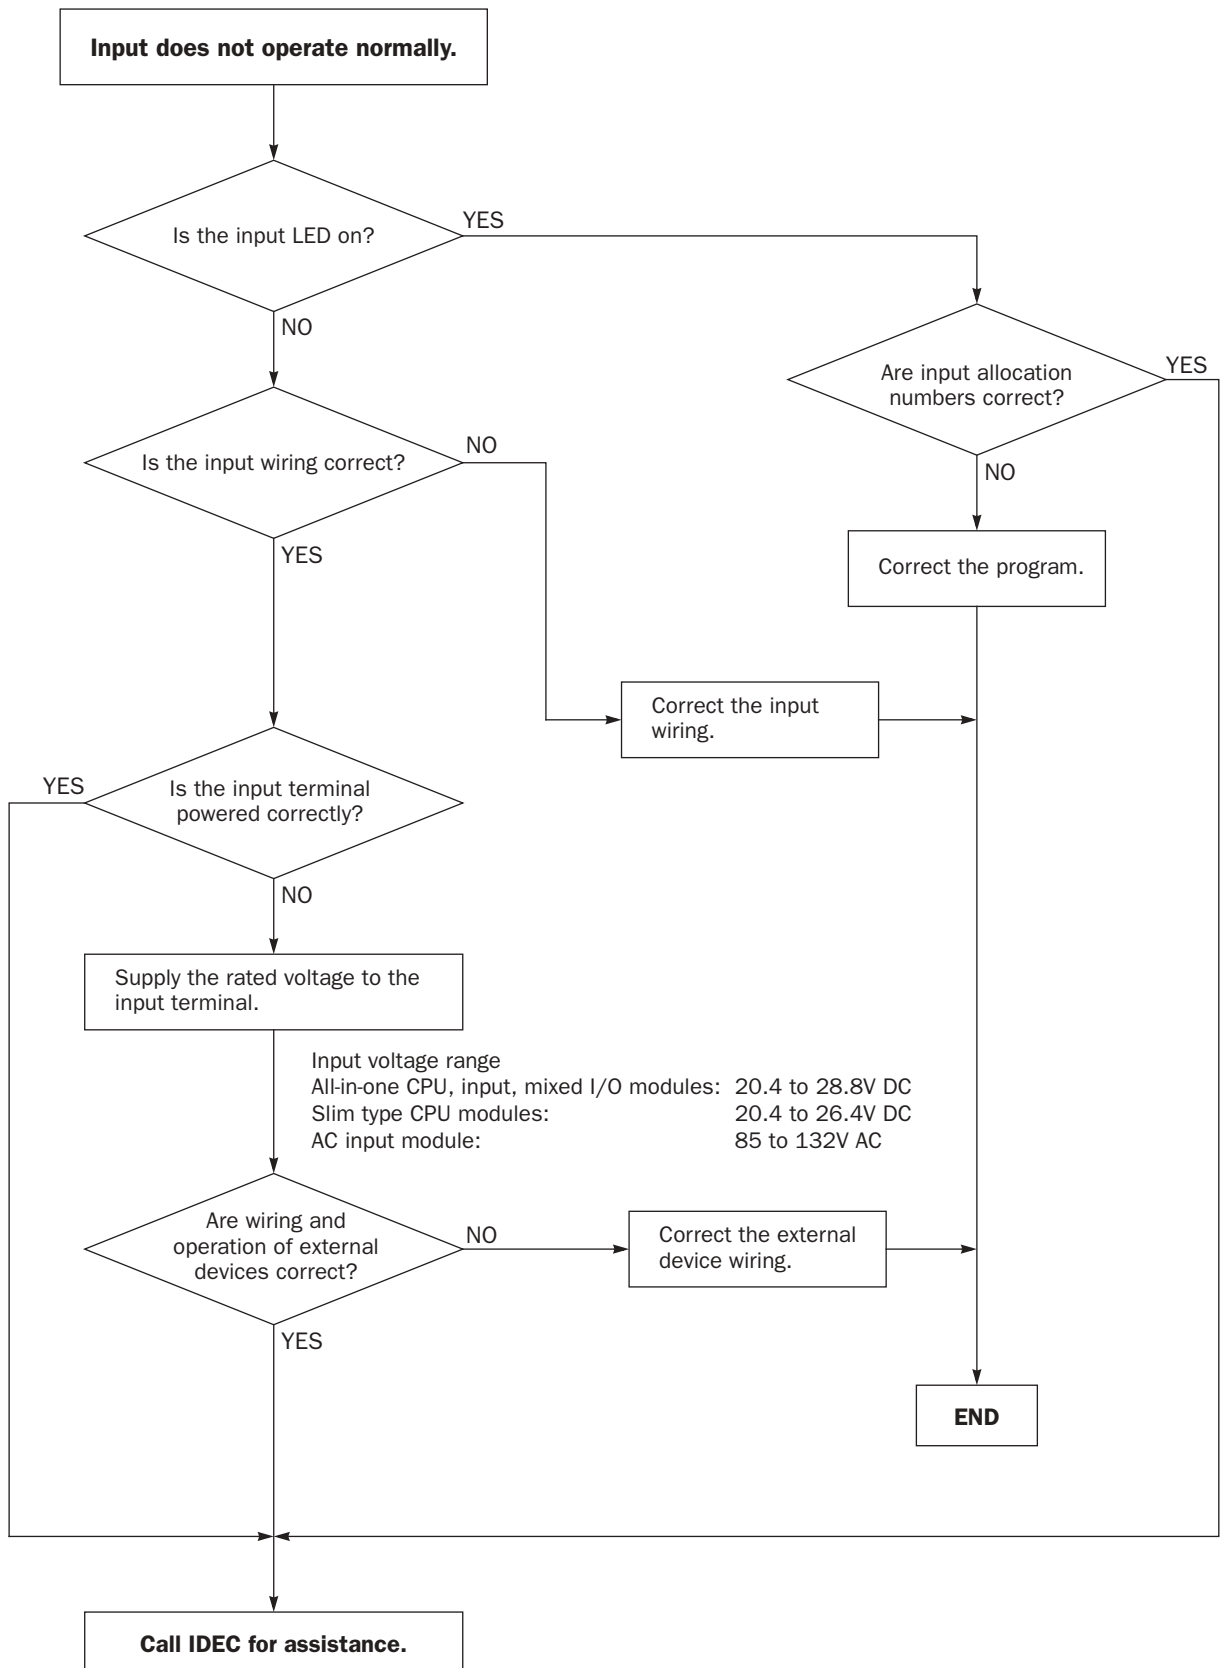 Input does not operate normally.
Is the input LED on?
YES
NO
Are input allocation
numbers correct?
YES
NO
Is the input wiring correct?
NO
YES
Correct the program.
Correct the input
wiring.
YES
Is the input terminal
powered correctly?
NO
Supply the rated voltage to the
input terminal.
Input voltage range
All-in-one CPU, input, mixed I/O modules: 20.4 to 28.8V DC
Slim type CPU modules: 20.4 to 26.4V DC
AC input module: 85 to 132V AC
Are wiring and
operation of external
devices correct?
NO
Correct the external
device wiring.
YES
END
Call IDEC for assistance.